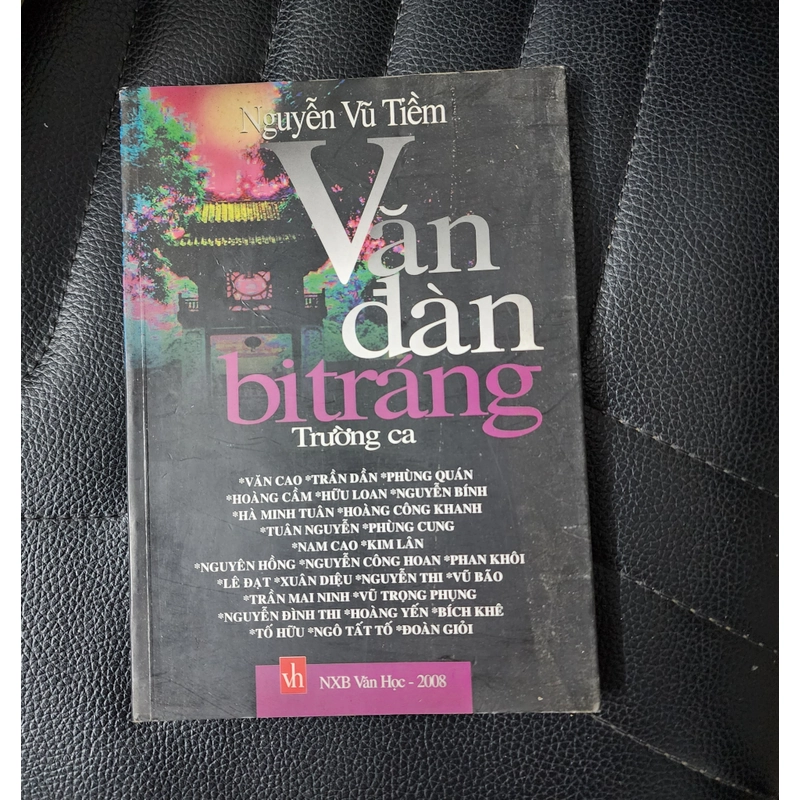 Nguyễn Vũ Tiềm
Văn
đàn
bi tráng
Trường ca
*VĂN CAO *TRẦN DẦN *PHÙNG QUÁN
*HOÀNG CẦM *HỮU LOAN *NGUYỄN BÍNH
*HÀ MINH TUÂN *HOÀNG CÔNG KHANH
*TUÂN NGUYỄN *PHÙNG CUNG
*NAM CAO *KIM LÂN
*NGUYÊN HỒNG *NGUYỄN CÔNG HOAN *PHAN KHÔI
*LÊ ĐẠT *XUÂN DIỆU *NGUYỄN THI *VŨ BÃO
*TRẦN MAI NINH *VŨ TRỌNG PHỤNG
*NGUYỄN ĐÌNH THI *HOÀNG YẾN *BÍCH KHÊ
*TỐ HỮU *NGÔ TẤT TỐ *ĐOÀN GIỎI
vh NXB Văn Học - 2008